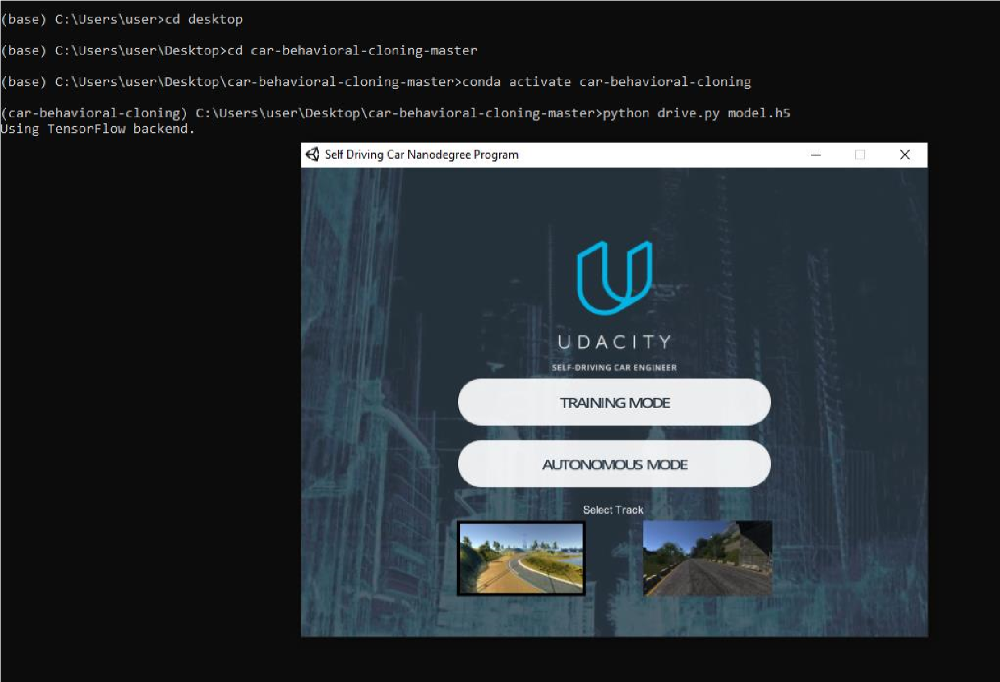 (base) C:\Users\user>cd desktop
(base) C:\Users\user\Desktop>cd car-behavioral-cloning-master
(base) C:\Users\user\Desktop\car-behavioral-cloning-master>conda activate car-behavioral-cloning
(car-behavioral-cloning) C:\Users\user\Desktop\car-behavioral-cloning-master>python drive.py model.h5
Using TensorFlow backend.
Self Driving Car Nanodegree Program
UDACITY
SELF-DRIVING CAR ENGINEER
TRAINING MODE
AUTONOMOUS MODE
Select Track